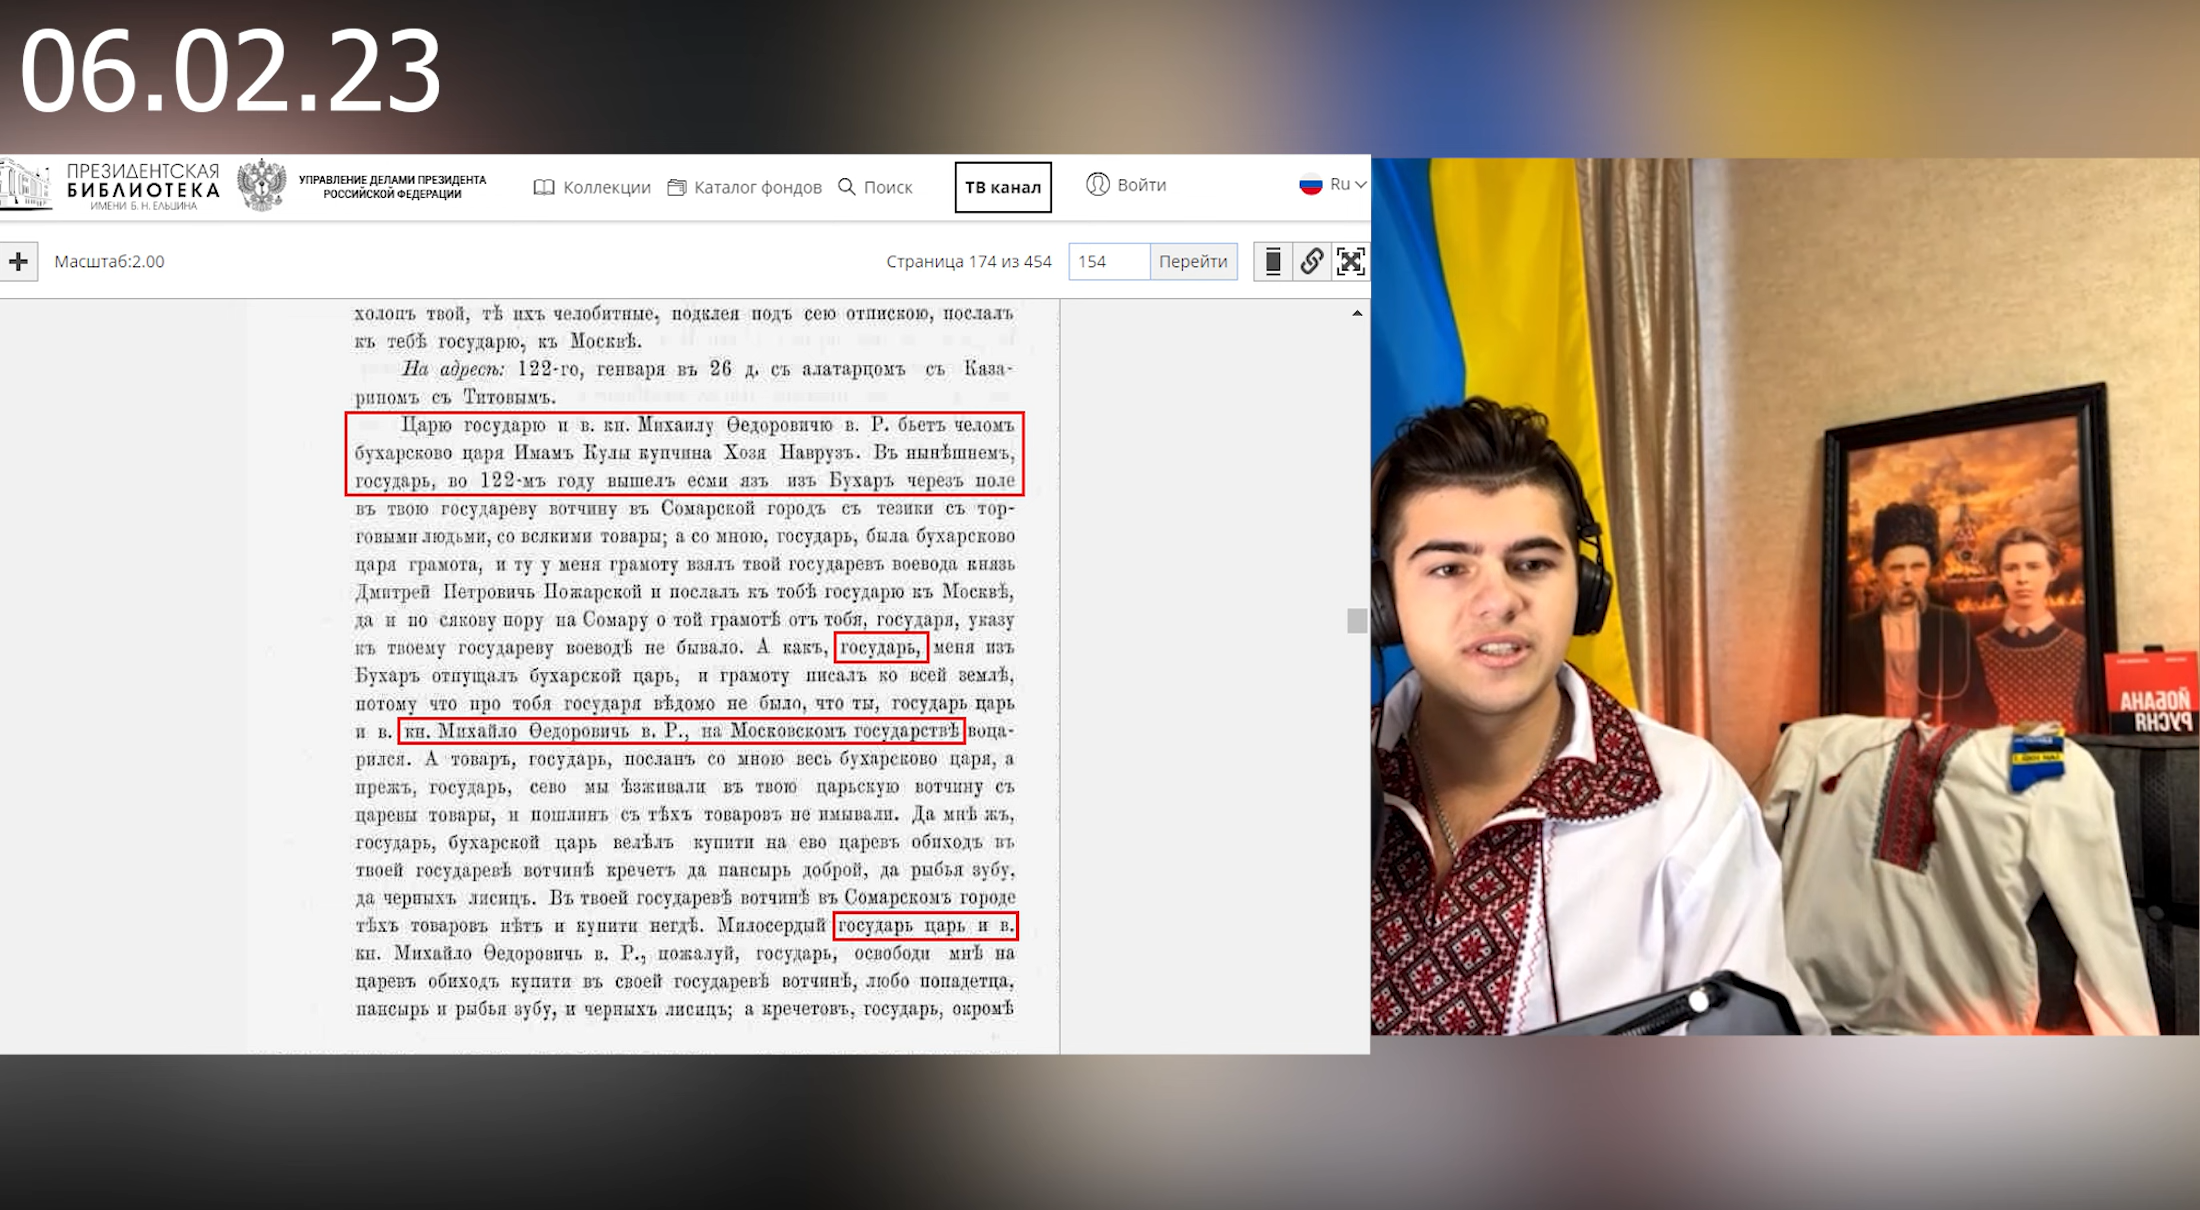 06.02.23
ПРЕЗИДЕНТСКАЯ
БИБЛИОТЕКА
ИМЕНИ Б. Н. ЕЛЬЦИНА
УПРАВЛЕНИЕ ДЕЛАМИ ПРЕЗИДЕНТА
РОССИЙСКОЙ ФЕДЕРАЦИИ
Коллекции
Каталог фондов
Поиск
ТВ канал
Войти
Ru
Масштаб:2.00
Страница 174 из 454
154
Перейти
холопъ твой, тѣ ихъ челобитные, подклея подъ сею отпискою, послалъ
къ тебѣ государю, къ Москвѣ.
На адресѣ: 122-го, генваря въ 26 д. съ алатарцомъ съ Каза-
риномъ съ Титовымъ.
Царю государю и в. кн. Михаилу Ѳедоровичю в. Р. бьетъ челомъ
бухарсково царя Имамъ Кулы купчина Хозя Наврузъ. Въ нынѣшнемъ,
государь, во 122-мъ году вышелъ есми язъ изъ Бухаръ черезъ поле
въ твою государеву вотчину въ Сомарской городъ съ тезики съ тор-
говыми людьми, со всякими товары; а со мною, государь, была бухарсково
царя грамота, и ту у меня грамоту взялъ твой государевъ воевода князь
Дмитрей Петровичь Пожарской и послалъ къ тобѣ государю къ Москвѣ,
да и по сякову пору на Сомару о той грамотѣ отъ тобя, государя, указу
къ твоему государеву воеводѣ не бывало. А какъ, государь, меня изъ
Бухаръ отпущалъ бухарской царь, и грамоту писалъ ко всей землѣ,
потому что про тобя государя вѣдомо не было, что ты, государь царь
и в. кн. Михайло Ѳедоровичь в. Р., на Московскомъ государствѣ воца-
рился. А товаръ, государь, посланъ со мною весь бухарсково царя, а
прежъ, государь, сево мы ѣзживали въ твою царьскую вотчину съ
царевы товары, и пошлинъ съ тѣхъ товаровъ не имывали. Да мнѣ жъ,
государь, бухарской царь велѣлъ купити на ево царевъ обиходъ въ
твоей государевѣ вотчинѣ кречетъ да пансырь доброй, да рыбья зубу,
да черныхъ лисицъ. Въ твоей государевѣ вотчинѣ въ Сомарскомъ городе
тѣхъ товаровъ нѣтъ и купити негдѣ. Милосердый государь царь и в.
кн. Михайло Ѳедоровичь в. Р., пожалуй, государь, освободи мнѣ на
царевъ обиходъ купити въ своей государевѣ вотчинѣ, любо попадетца,
пансырь и рыбья зубу, и черныхъ лисицъ; а кречетовъ, государь, окромѣ
ЙОБАНА
РУСНЯ